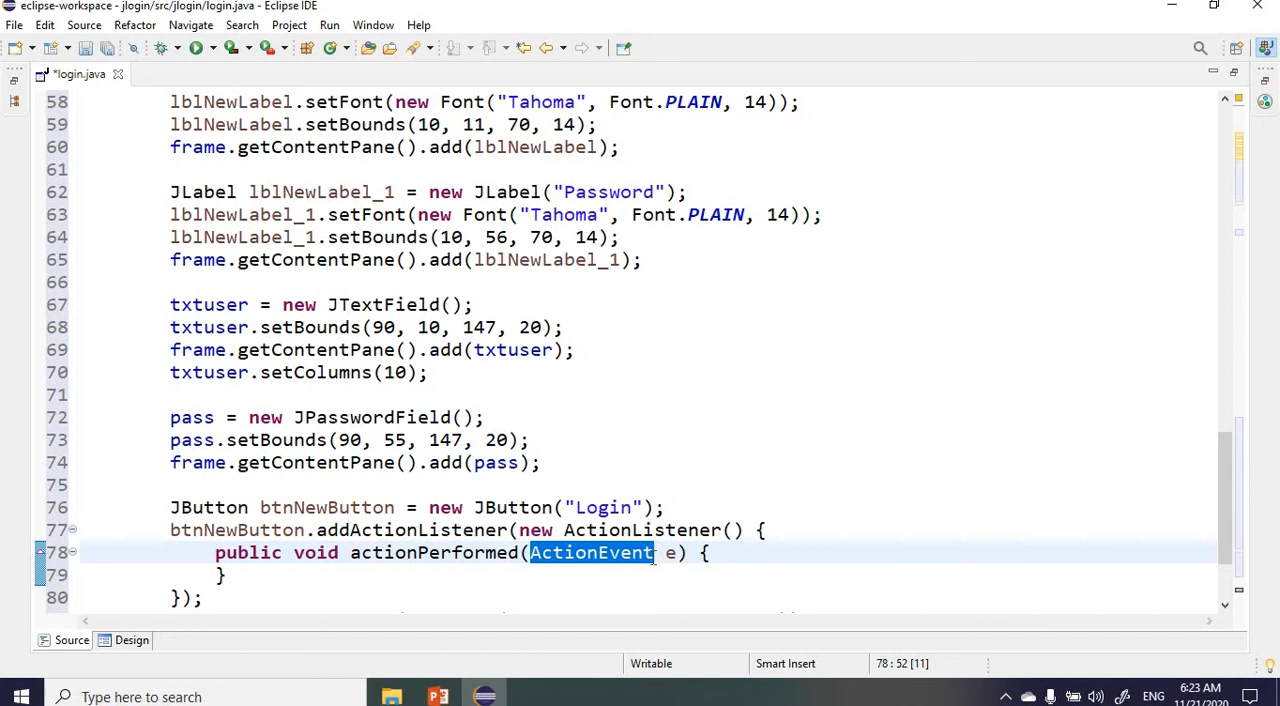 eclipse-workspace - jlogin/src/jlogin/login.java - Eclipse IDE
File Edit Source Refactor Navigate Search Project Run Window Help
*login.java
58 lblNewLabel.setFont(new Font("Tahoma", Font.PLAIN, 14));
59 lblNewLabel.setBounds(10, 11, 70, 14);
60 frame.getContentPane().add(lblNewLabel);
61
62 JLabel lblNewLabel_1 = new JLabel("Password");
63 lblNewLabel_1.setFont(new Font("Tahoma", Font.PLAIN, 14));
64 lblNewLabel_1.setBounds(10, 56, 70, 14);
65 frame.getContentPane().add(lblNewLabel_1);
66
67 txtuser = new JTextField();
68 txtuser.setBounds(90, 10, 147, 20);
69 frame.getContentPane().add(txtuser);
70 txtuser.setColumns(10);
71
72 pass = new JPasswordField();
73 pass.setBounds(90, 55, 147, 20);
74 frame.getContentPane().add(pass);
75
76 JButton btnNewButton = new JButton("Login");
77 btnNewButton.addActionListener(new ActionListener() {
78 public void actionPerformed(ActionEvent e) {
79 }
80 });
Source Design
Writable Smart Insert 78 : 52 [11]
Type here to search
ENG
6:23 AM
11/21/2020